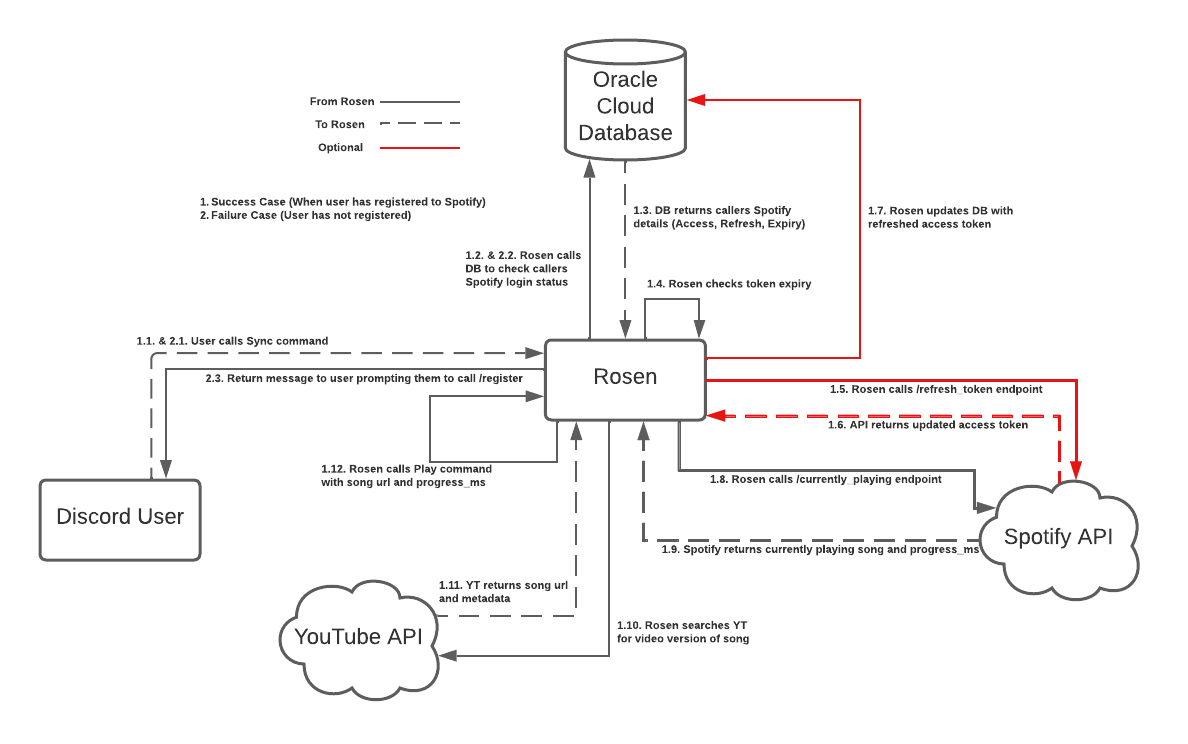 Oracle
Cloud
Database
From Rosen
To Rosen
Optional
1. Success Case (When user has registered to Spotify)
2. Failure Case (User has not registered)
1.3. DB returns callers Spotify
details (Access, Refresh, Expiry)
1.7. Rosen updates DB with
refreshed access token
1.2. & 2.2. Rosen calls
DB to check callers
Spotify login status
1.4. Rosen checks token expiry
1.1. & 2.1. User calls Sync command
2.3. Return message to user prompting them to call /register
Rosen
1.5. Rosen calls /refresh_token endpoint
1.6. API returns updated access token
1.12. Rosen calls Play command
with song url and progress_ms
1.8. Rosen calls /currently_playing endpoint
Discord User
Spotify API
1.9. Spotify returns currently playing song and progress_ms
1.11. YT returns song url
and metadata
YouTube API
1.10. Rosen searches YT
for video version of song